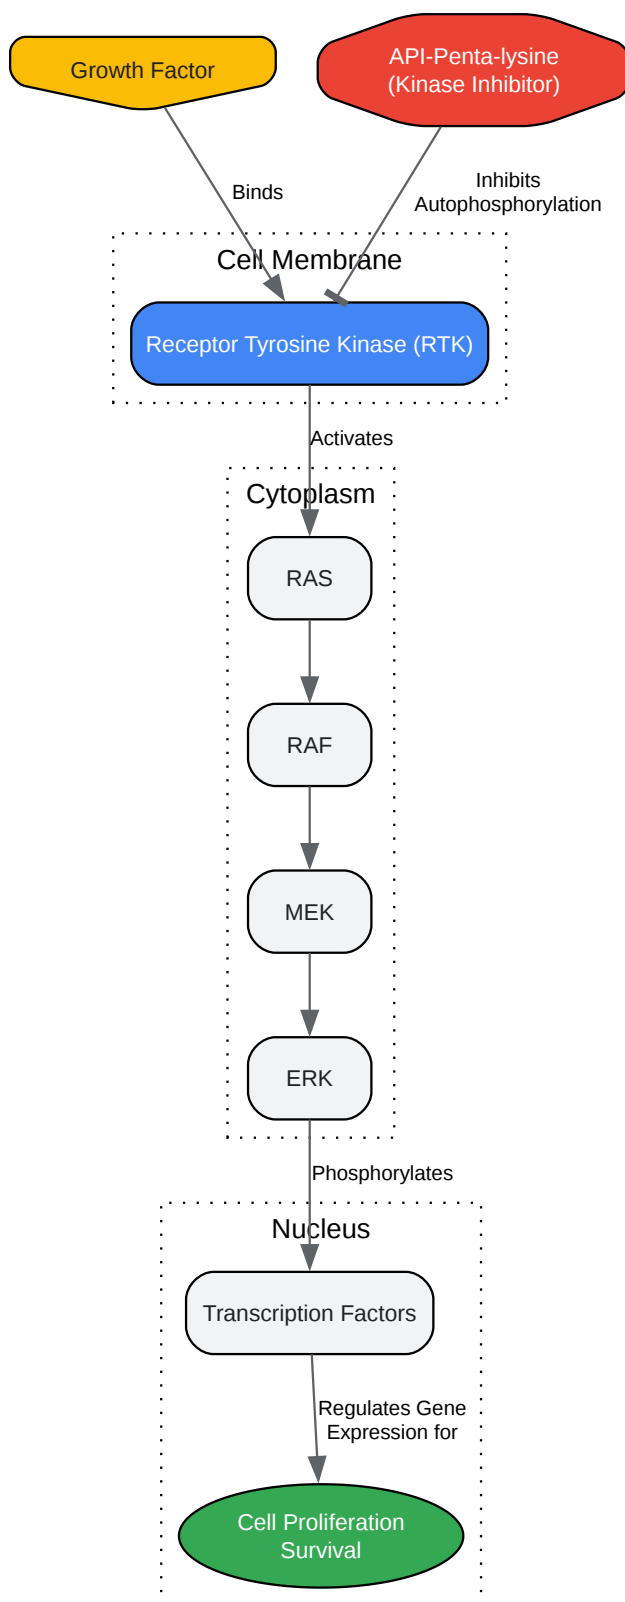 Growth Factor
API-Penta-lysine
(Kinase Inhibitor)
Binds
Inhibits
Autophosphorylation
Cell Membrane
Receptor Tyrosine Kinase (RTK)
Activates
Cytoplasm
RAS
RAF
MEK
ERK
Phosphorylates
Nucleus
Transcription Factors
Regulates Gene
Expression for
Cell Proliferation
Survival